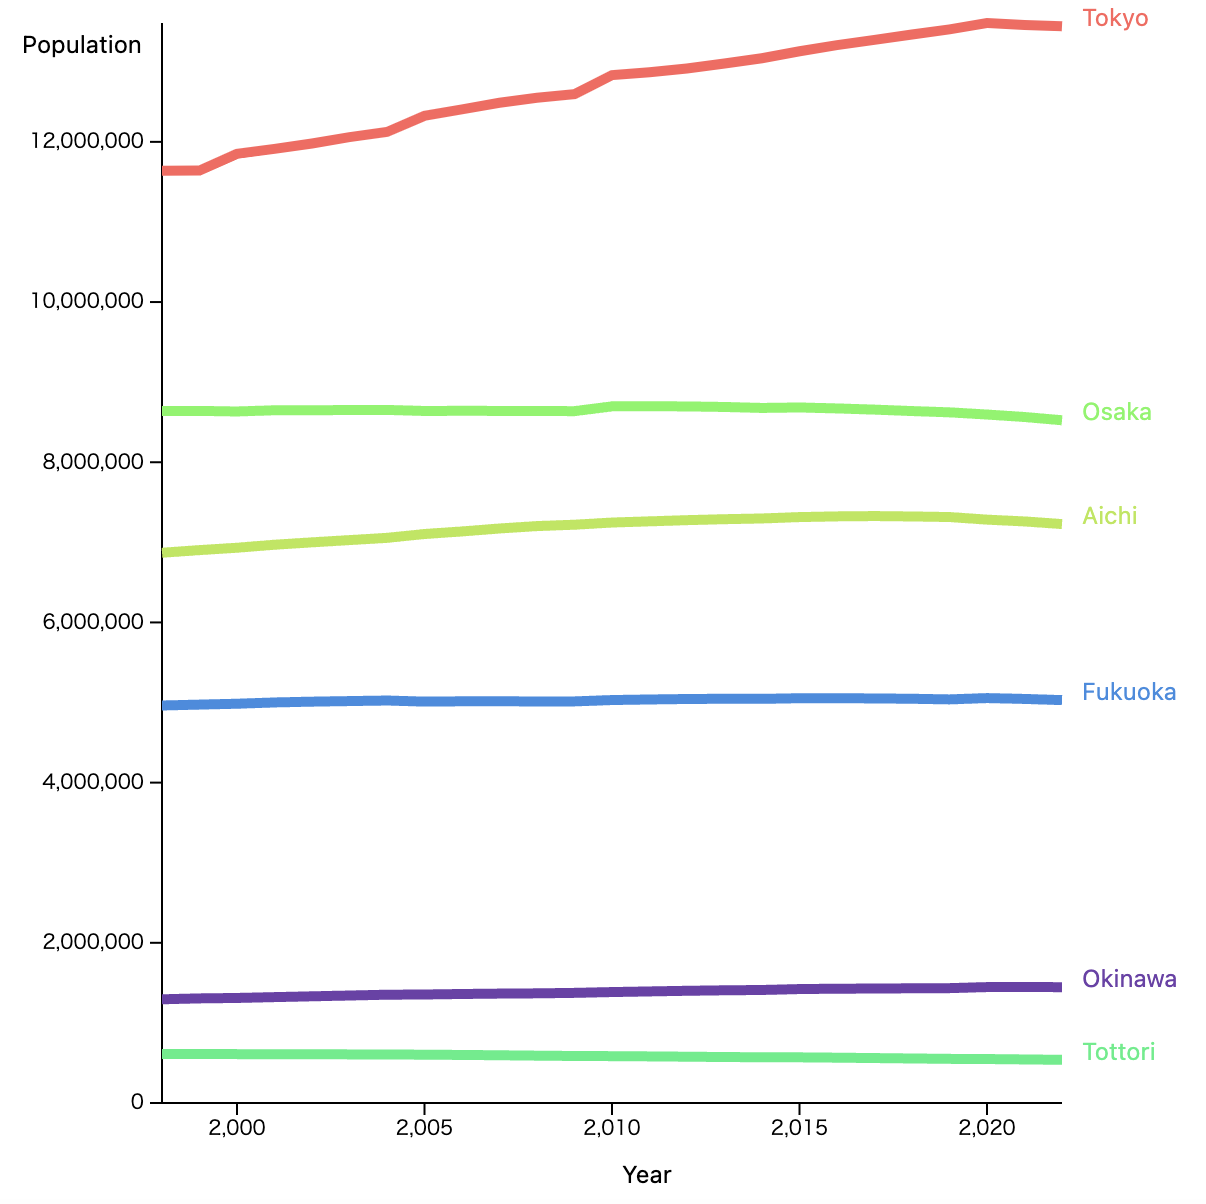 Tokyo
Population
12,000,000
10,000,000
Osaka
8,000,000
Aichi
6,000,000
Fukuoka
4,000,000
2,000,000
Okinawa
Tottori
0
2,000 2,005 2,010 2,015 2,020
Year